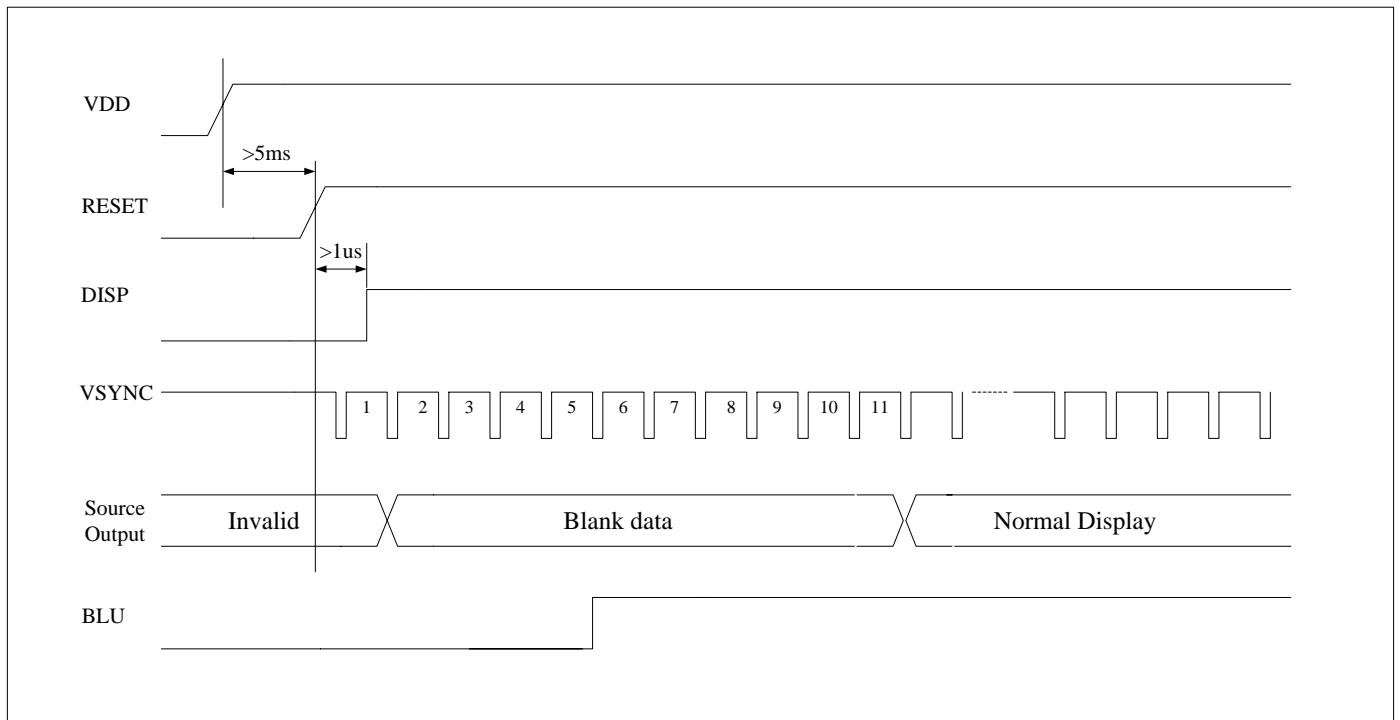 VDD
>5ms
RESET
>1us
DISP
VSYNC
1 2 3 4 5 6 7 8 9 10 11
Source
Output
Invalid
Blank data
Normal Display
BLU